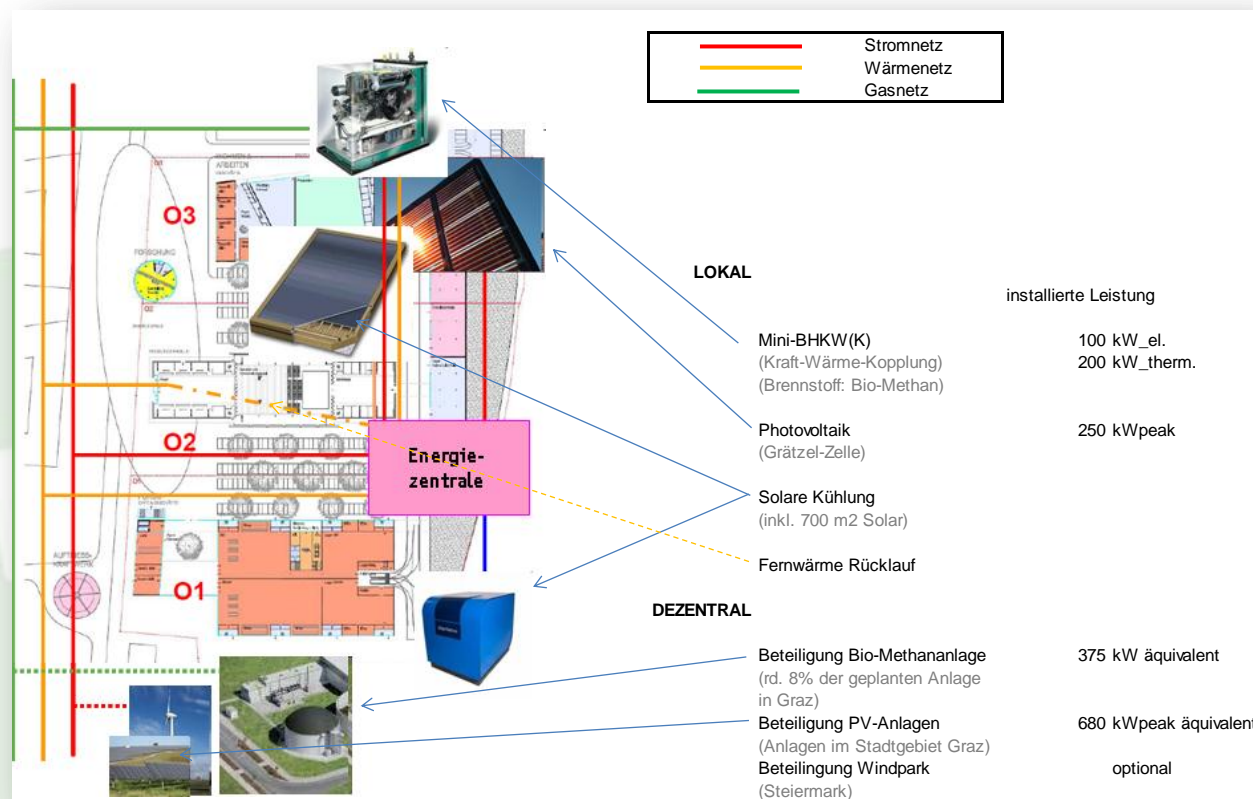 Stromnetz
Wärmenetz
Gasnetz
O3
O2
O1
Energie-
zentrale
LOKAL
installierte Leistung
Mini-BHKW(K) 100 kW_el.
(Kraft-Wärme-Kopplung) 200 kW_therm.
(Brennstoff: Bio-Methan)
Photovoltaik 250 kWpeak
(Grätzel-Zelle)
Solare Kühlung
(inkl. 700 m2 Solar)
Fernwärme Rücklauf
DEZENTRAL
Beteiligung Bio-Methananlage 375 kW äquivalent
(rd. 8% der geplanten Anlage
in Graz)
Beteiligung PV-Anlagen 680 kWpeak äquivalent
(Anlagen im Stadtgebiet Graz)
Beteilingung Windpark optional
(Steiermark)